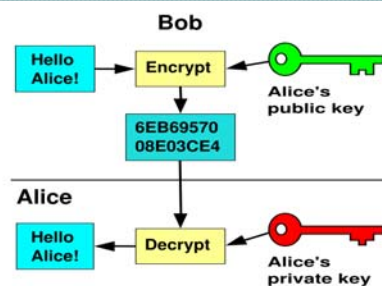 Bob
Hello
Alice!
Encrypt
Alice's
public key
6EB69570
08E03CE4
Alice
Hello
Alice!
Decrypt
Alice's
private key